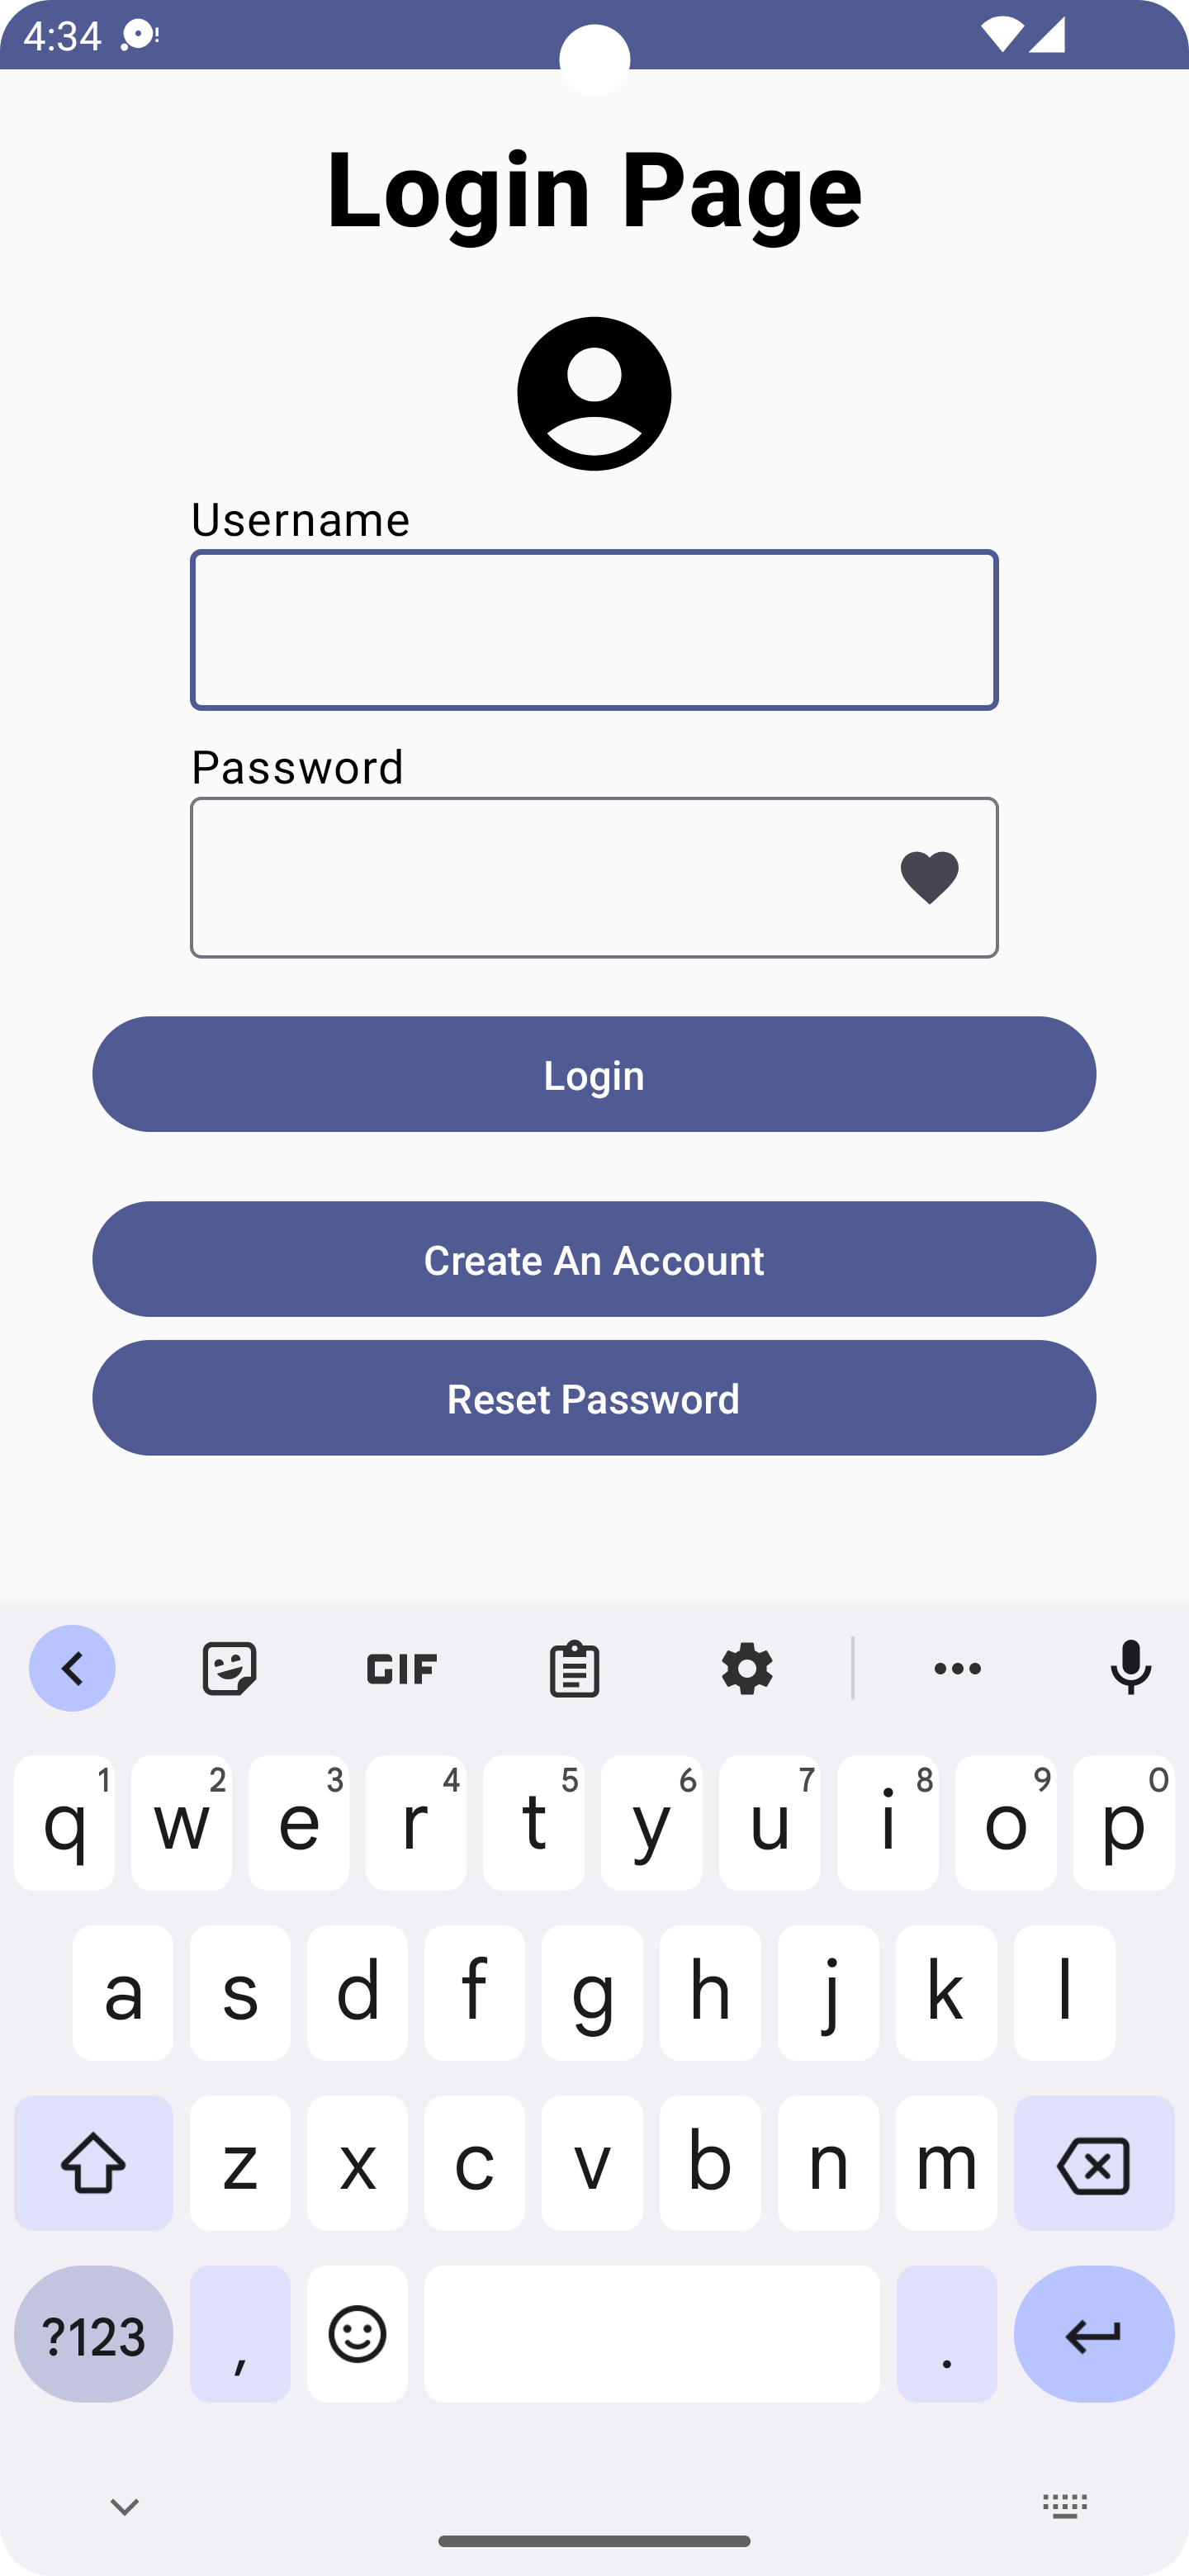 4:34
Login Page
Username
Password
Login
Create An Account
Reset Password
GIF
q 1 w 2 e 3 r 4 t 5 y 6 u 7 i 8 o 9 p 0
a s d f g h j k l
z x c v b n m
?123 , .